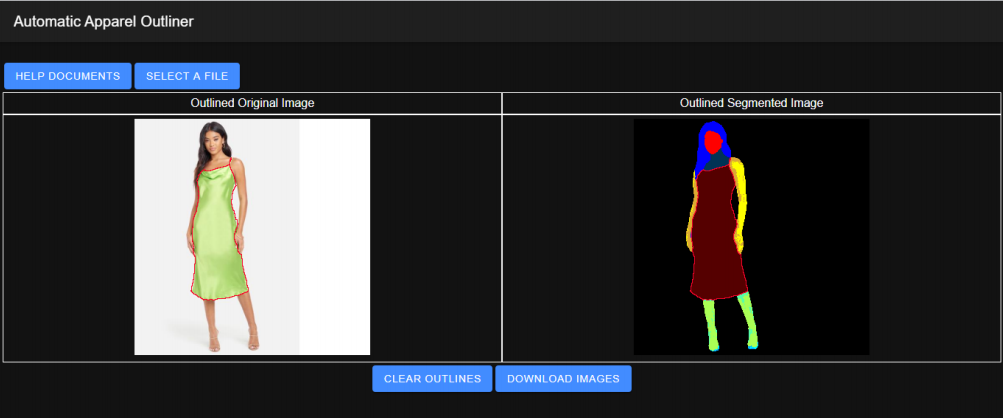 Automatic Apparel Outliner
HELP DOCUMENTS SELECT A FILE
Outlined Original Image Outlined Segmented Image
CLEAR OUTLINES DOWNLOAD IMAGES